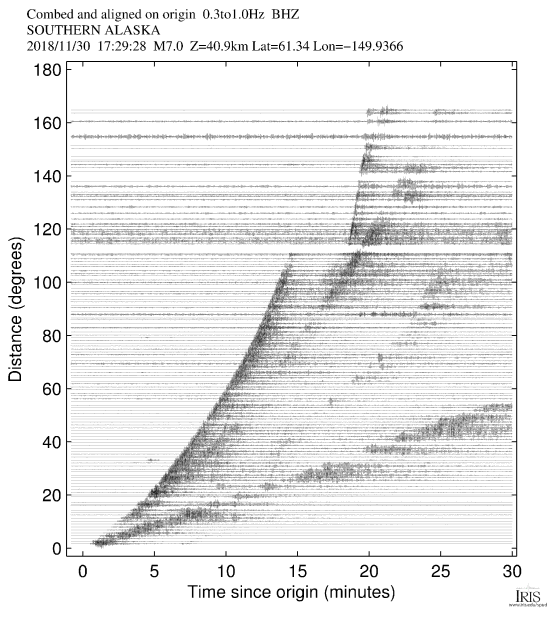 Combed and aligned on origin 0.3to1.0Hz BHZ
SOUTHERN ALASKA
2018/11/30 17:29:28 M7.0 Z=40.9km Lat=61.34 Lon=−149.9366
180
160
140
120
100
80
60
40
20
0
Distance (degrees)
0 5 10 15 20 25 30
Time since origin (minutes)
IRIS